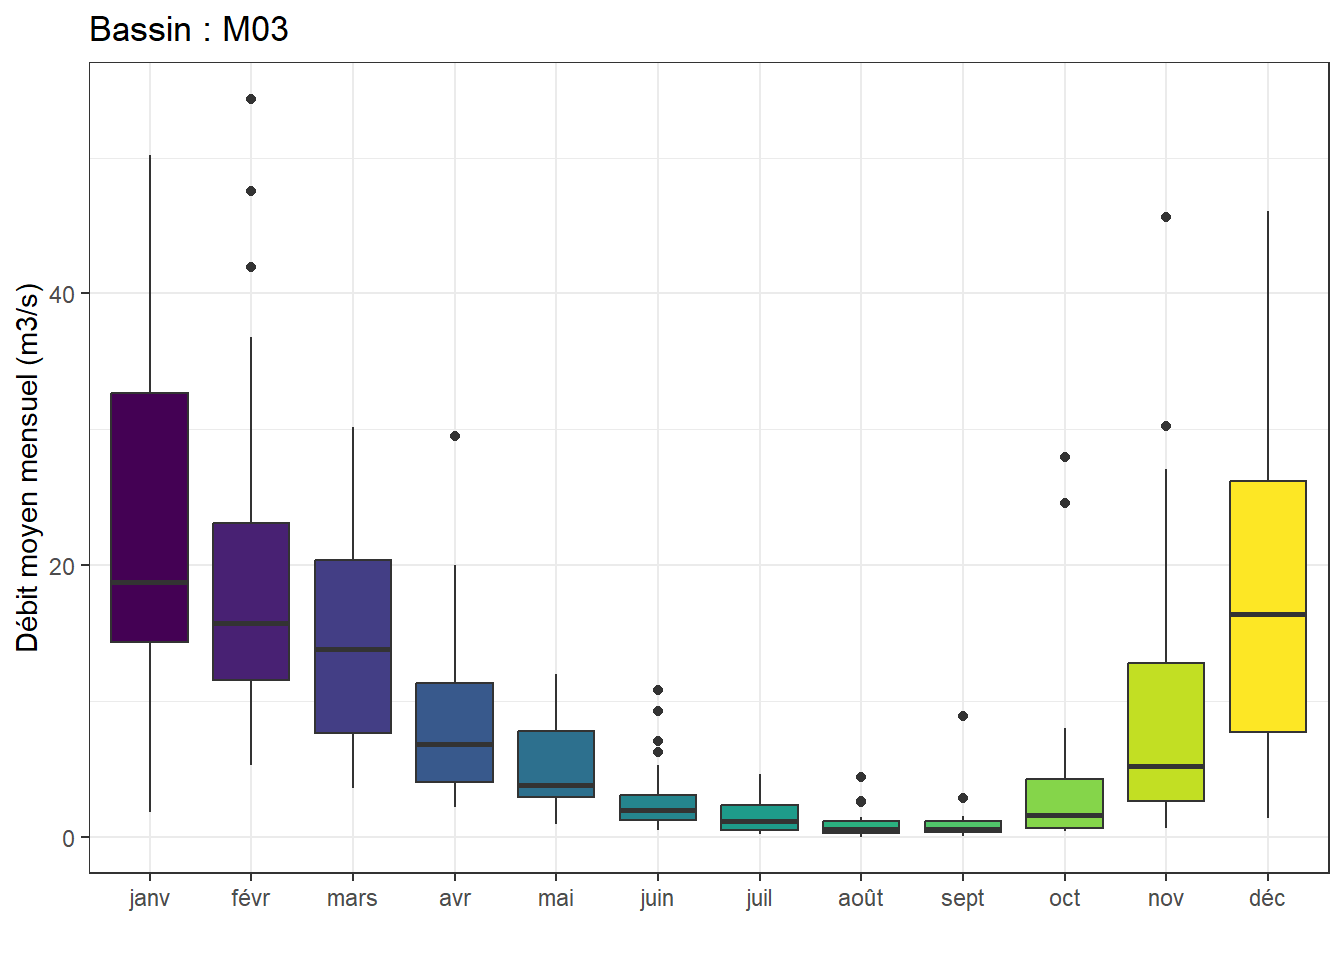 Bassin : M03
Débit moyen mensuel (m3/s)
40
20
0
janv févr mars avr mai juin juil août sept oct nov déc